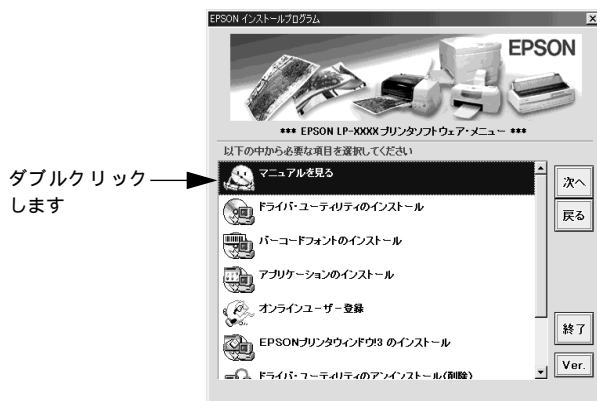 EPSON インストールプログラム
EPSON
*** EPSON LP-XXXX プリンタソフトウェア・メニュー ***
以下の中から必要な項目を選択してください
ダブルクリック
します
マニュアルを見る
ドライバ・ユーティリティのインストール
バーコードフォントのインストール
アプリケーションのインストール
オンラインユーザー登録
EPSONプリンタウィンドウ!3 のインストール
ドライバ・ユーティリティのアンインストール(削除)
次へ
戻る
終了
Ver.